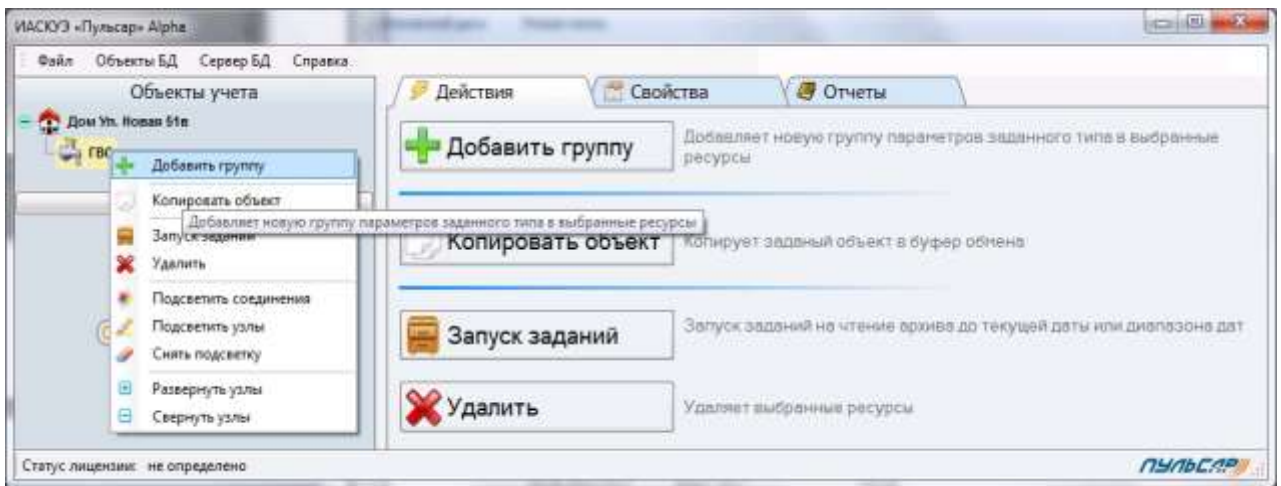 ИАСКУЭ «Пульсар» Alpha
Файл Объекты БД Сервер БД Справка
Объекты учета
Дом Ул. Новая 51в
ГВС
Добавить группу
Копировать объект
Добавляет новую группу параметров заданного типа в выбранные ресурсы
Запуск заданий
Удалить
Подсветить соединения
Подсветить узлы
Снять подсветку
Развернуть узлы
Свернуть узлы
Действия Свойства Отчеты
Добавить группу
Добавляет новую группу параметров заданного типа в выбранные
ресурсы
Копировать объект
Копирует заданый объект в буфер обмена
Запуск заданий
Запуск заданий на чтение архива до текущей даты или диапазона дат
Удалить
Удаляет выбранные ресурсы
Статус лицензии: не определено
ПУЛЬСАР